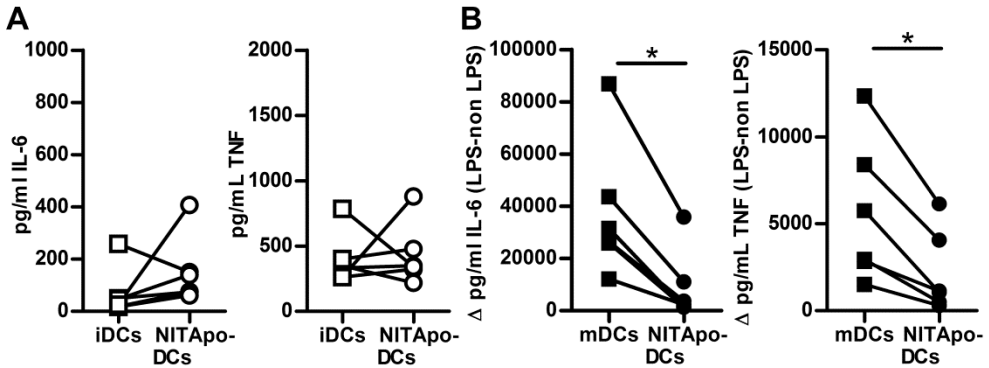 A
pg/ml IL-6
1000
800
600
400
200
0
iDCs NITApo-
DCs
pg/mL TNF
2000
1500
1000
500
0
iDCs NITApo-
DCs
B
Δ pg/ml IL-6 (LPS-non LPS)
100000
80000
60000
40000
20000
0
*
mDCs NITApo-
DCs
Δ pg/mL TNF (LPS-non LPS)
15000
10000
5000
0
*
mDCs NITApo-
DCs